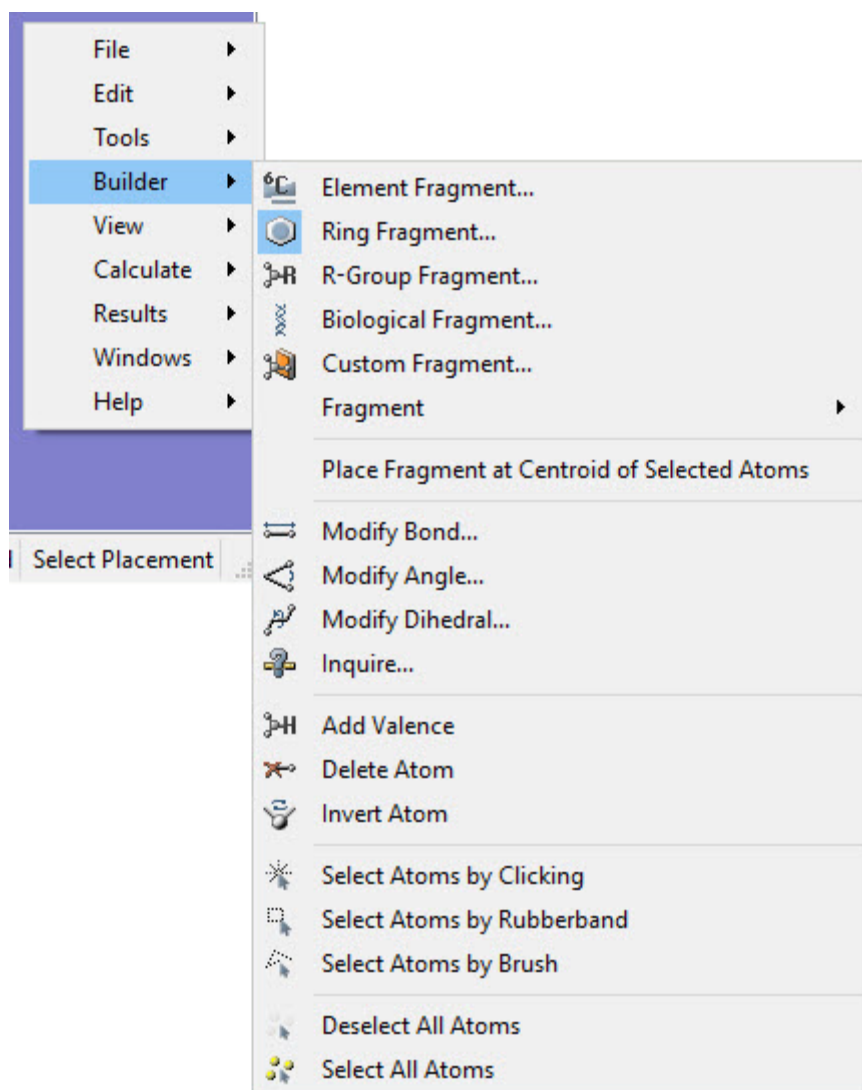 File
Edit
Tools
Builder
View
Calculate
Results
Windows
Help
Select Placement
Element Fragment...
Ring Fragment...
R-Group Fragment...
Biological Fragment...
Custom Fragment...
Fragment
Place Fragment at Centroid of Selected Atoms
Modify Bond...
Modify Angle...
Modify Dihedral...
Inquire...
Add Valence
Delete Atom
Invert Atom
Select Atoms by Clicking
Select Atoms by Rubberband
Select Atoms by Brush
Deselect All Atoms
Select All Atoms